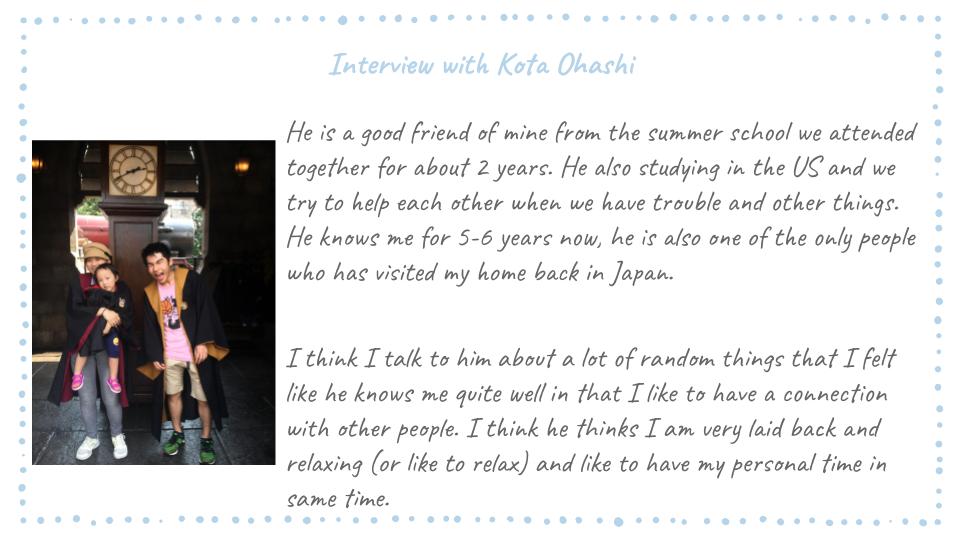 Interview with Kota Ohashi
He is a good friend of mine from the summer school we attended
together for about 2 years. He also studying in the US and we
try to help each other when we have trouble and other things.
He knows me for 5-6 years now, he is also one of the only people
who has visited my home back in Japan.
I think I talk to him about a lot of random things that I felt
like he knows me quite well in that I like to have a connection
with other people. I think he thinks I am very laid back and
relaxing (or like to relax) and like to have my personal time in
same time.